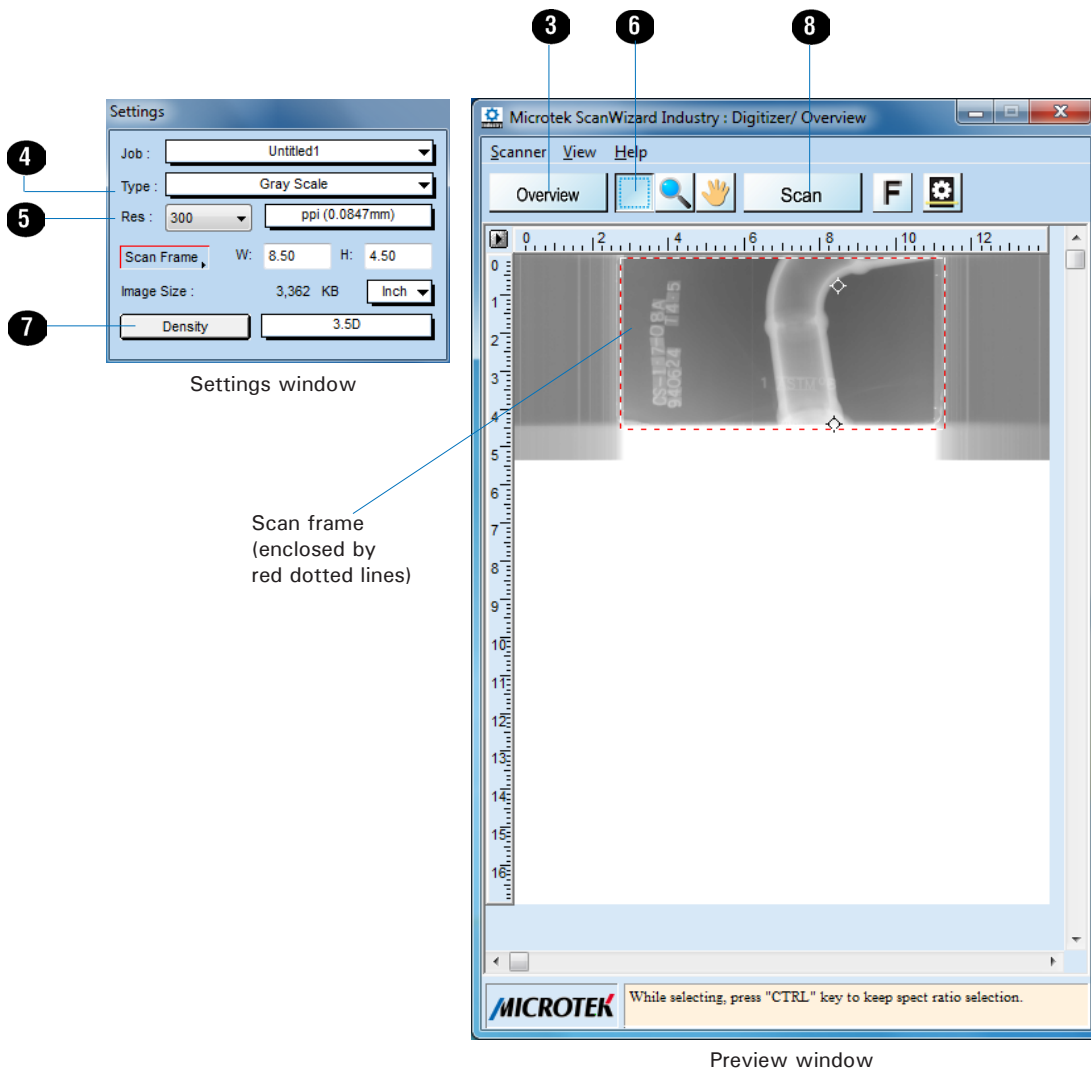 3 6 8
Settings
Job : Untitled1
4
Type : Gray Scale
5
Res : 300 ppi (0.0847mm)
Scan Frame W: 8.50 H: 4.50
Image Size : 3,362 KB Inch
7
Density 3.5D
Settings window
Scan frame
(enclosed by
red dotted lines)
Microtek ScanWizard Industry : Digitizer/ Overview
Scanner View Help
Overview Scan F
0 2 4 6 8 10 12
0
1
2
3
4
5
6
7
8
9
10
11
12
13
14
15
16
940624
1 ASTM
MICROTEK
While selecting, press "CTRL" key to keep spect ratio selection.
Preview window